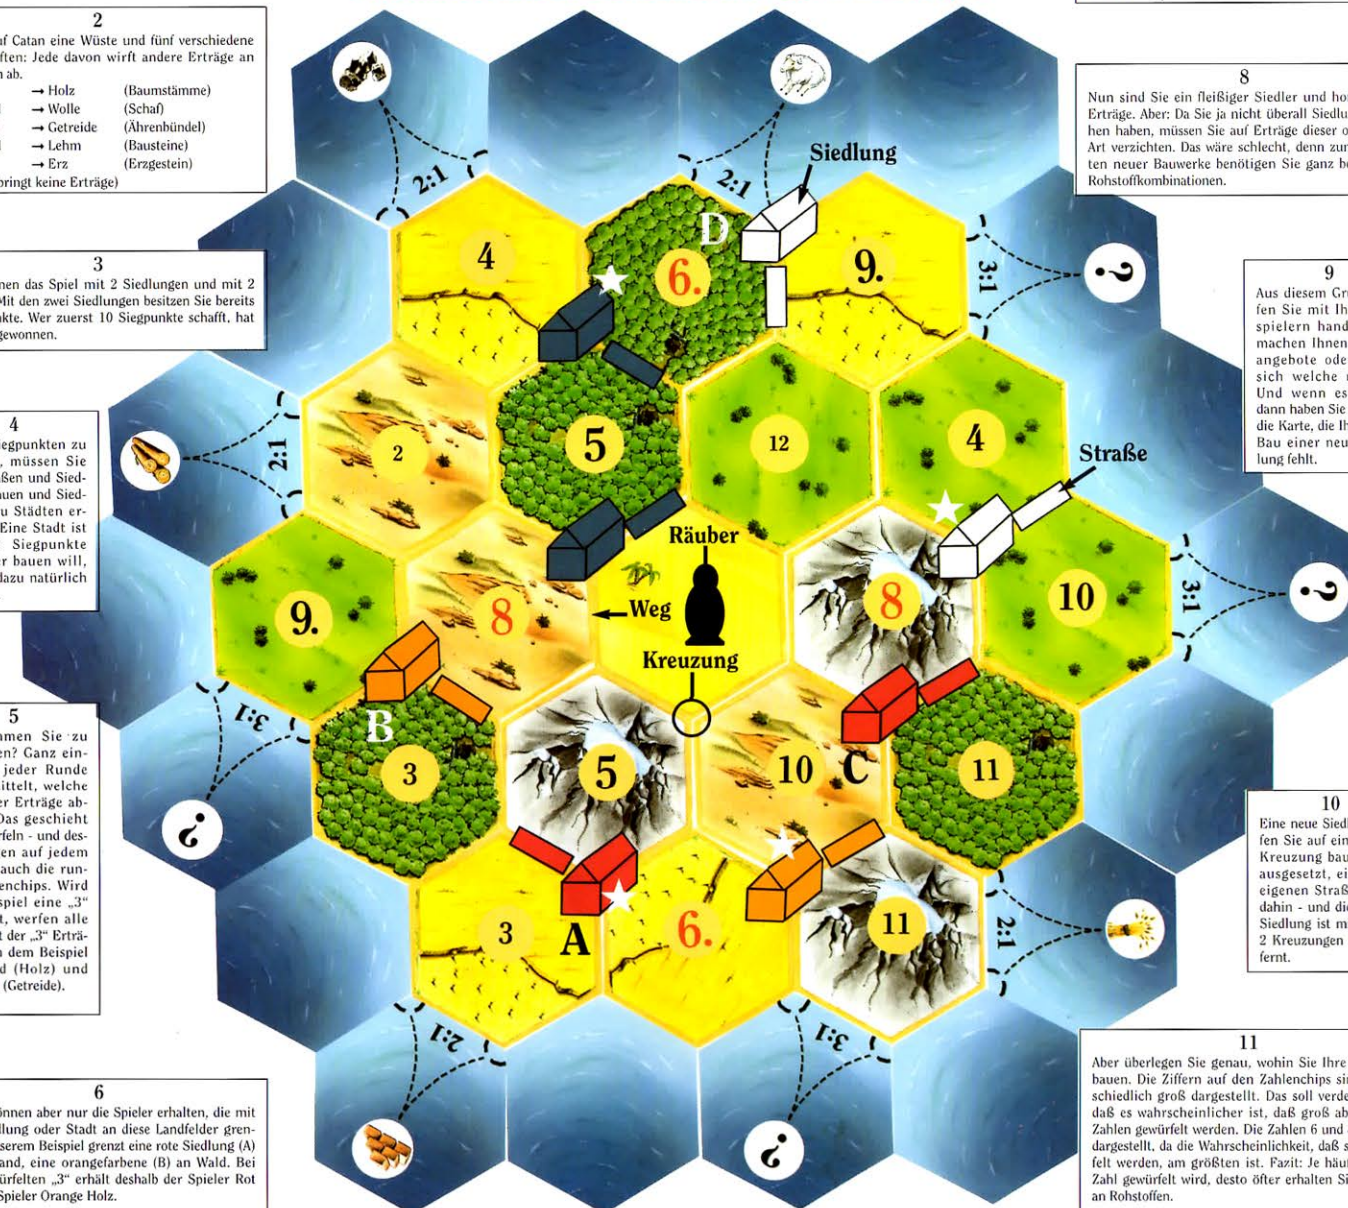 2
uf Catan eine Wüste und fünf verschiedene
ften: Jede davon wirft andere Erträge an
n ab.
→ Holz (Baumstämme)
→ Wolle (Schaf)
→ Getreide (Ährenbündel)
→ Lehm (Bausteine)
→ Erz (Erzgestein)
bringt keine Erträge)
3
nen das Spiel mit 2 Siedlungen und mit 2
Mit den zwei Siedlungen besitzen Sie bereits
nkte. Wer zuerst 10 Siegpunkte schafft, hat
gewonnen.
4
iegpunkten zu
, müssen Sie
aßen und Sied-
auen und Sied-
u Städten er-
Eine Stadt ist
Siegpunkte
er bauen will,
dazu natürlich
5
amen Sie zu
en? Ganz ein-
jeder Runde
ittelt, welche
er Erträge ab-
Das geschieht
rfeln - und des-
en auf jedem
auch die run-
enchips. Wird
spiel eine „3“
t, werfen alle
t der „3“ Erträ-
n dem Beispiel
d (Holz) und
(Getreide).
6
önnen aber nur die Spieler erhalten, die mit
llung oder Stadt an diese Landfelder gren-
serem Beispiel grenzt eine rote Siedlung (A)
and, eine orangefarbene (B) an Wald. Bei
ürfelten „3“ erhält deshalb der Spieler Rot
Spieler Orange Holz.
2:1
2:1
Siedlung
D
4
6.
9.
3:1
?
2:1
2
5
12
4
Straße
Räuber
9.
8
Weg
Kreuzung
8
10
3:1
?
B
3:1
?
3
5
10
C
11
3
A
6.
11
2:1
2:1
3:1
?
8
Nun sind Sie ein fleißiger Siedler und ho
Erträge. Aber: Da Sie ja nicht überall Siedlu
hen haben, müssen Sie auf Erträge dieser o
Art verzichten. Das wäre schlecht, denn zur
ten neuer Bauwerke benötigen Sie ganz be
Rohstoffkombinationen.
9
Aus diesem Gru
fen Sie mit Ih
spielern hand
machen Ihnen
angebote ode
sich welche
Und wenn es
dann haben Sie
die Karte, die Ih
Bau einer neu
lung fehlt.
10
Eine neue Siedl
fen Sie auf ein
Kreuzung bau
ausgesetzt, ei
eigenen Straß
dahin - und die
Siedlung ist m
2 Kreuzungen
fernt.
11
Aber überlegen Sie genau, wohin Sie Ihre
bauen. Die Ziffern auf den Zahlenchips sin
schiedlich groß dargestellt. Das soll verde
daß es wahrscheinlicher ist, daß groß ab
Zahlen gewürfelt werden. Die Zahlen 6 und
dargestellt, da die Wahrscheinlichkeit, daß s
felt werden, am größten ist. Fazit: Je häuf
Zahl gewürfelt wird, desto öfter erhalten Si
an Rohstoffen.